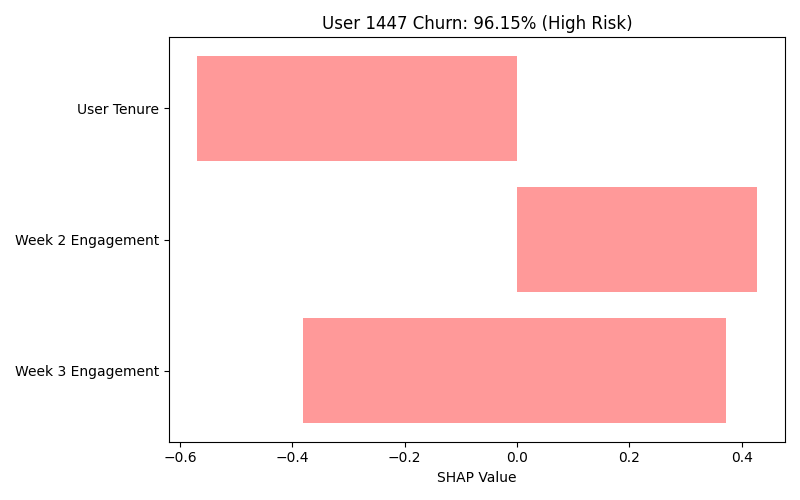 User 1447 Churn: 96.15% (High Risk)
User Tenure
Week 2 Engagement
Week 3 Engagement
−0.6 −0.4 −0.2 0.0 0.2 0.4
SHAP Value